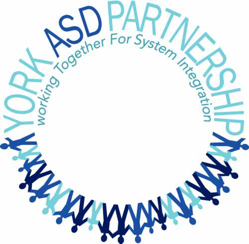 YORK ASD PARTNERSHIP
working Together For System Integration